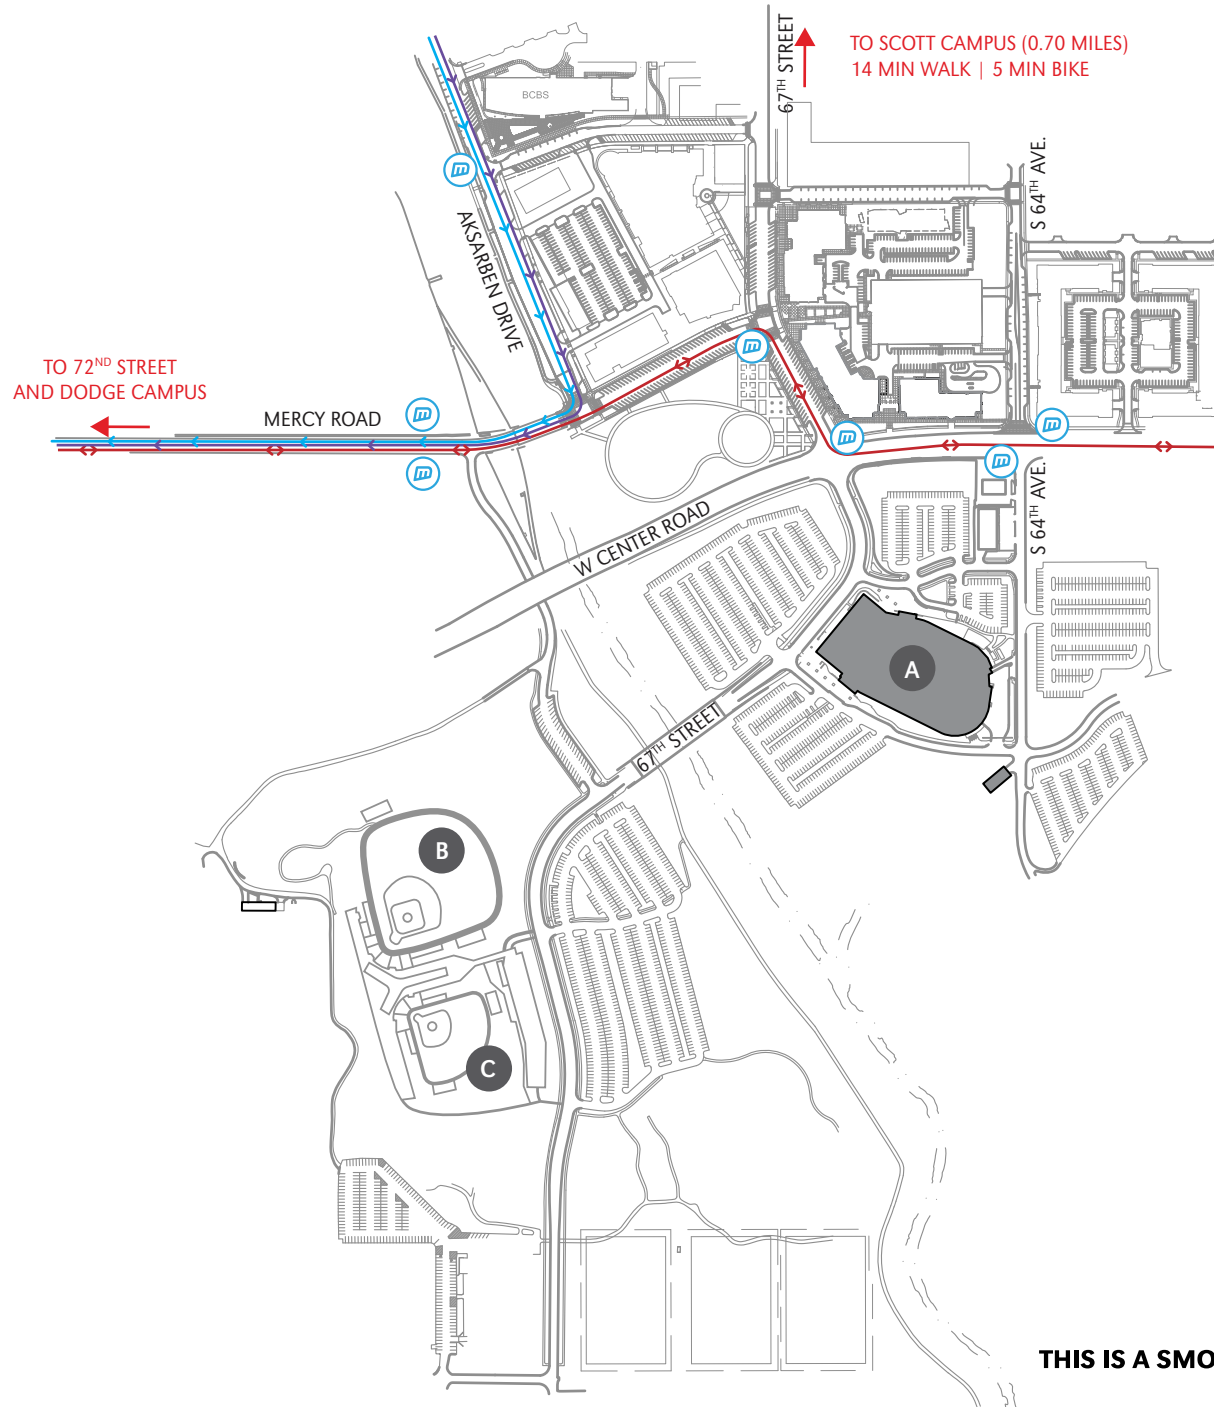 67TH STREET
TO SCOTT CAMPUS (0.70 MILES)
14 MIN WALK | 5 MIN BIKE
BCBS
S 64TH AVE.
AKSARBEN DRIVE
TO 72ND STREET
AND DODGE CAMPUS
MERCY ROAD
S 64TH AVE.
W CENTER ROAD
A
67TH STREET
B
C
THIS IS A SMO